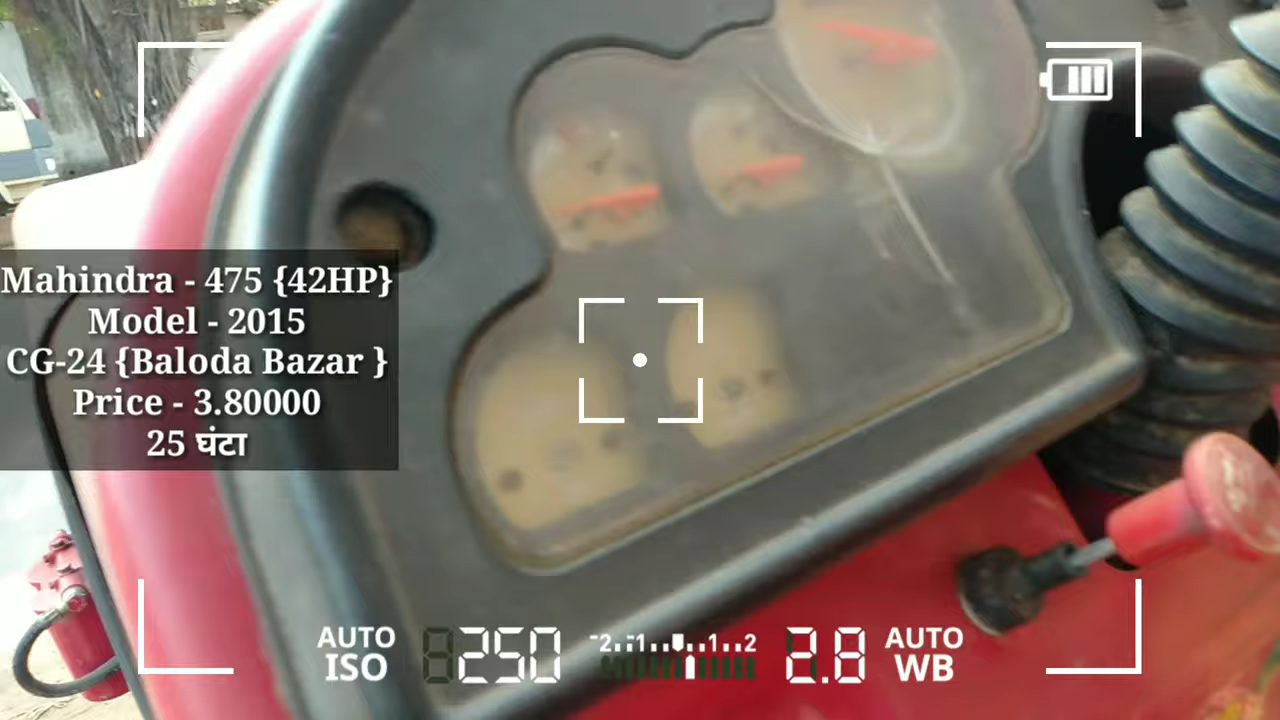 Mahindra - 475 {42HP}
Model - 2015
CG-24 {Baloda Bazar }
Price - 3.80000
25 घंटा
-2..-1...1..2
AUTO
ISO
250
2.8
AUTO
WB